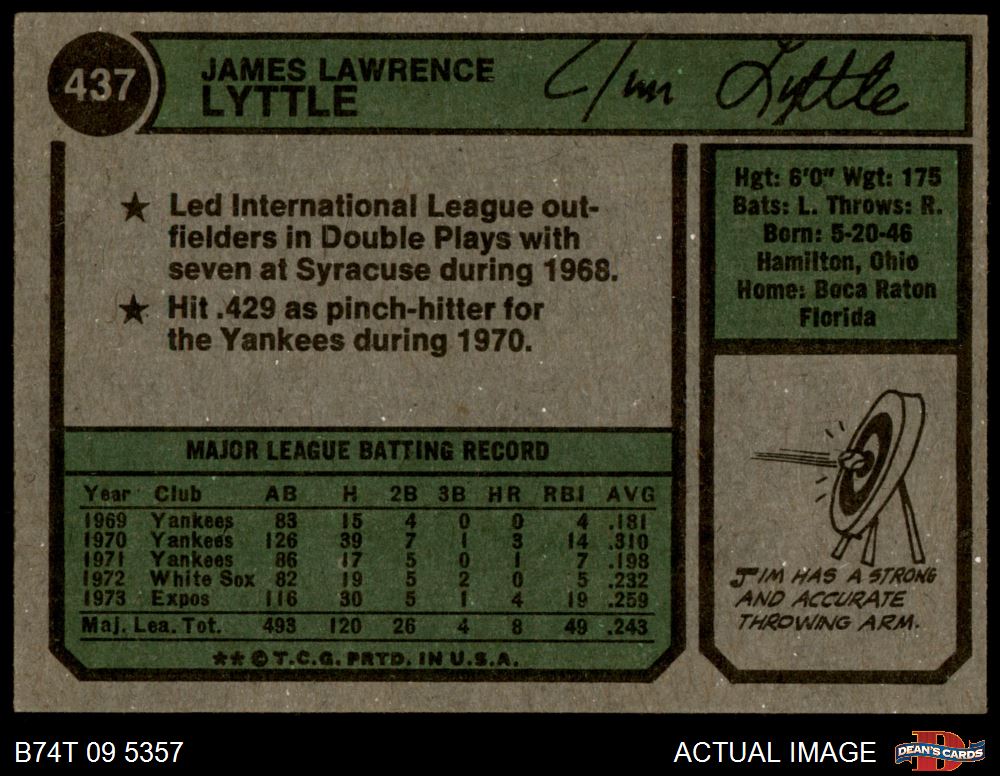 437
JAMES LAWRENCE
LYTTLE
Jim Lyttle
★ Led International League out-
fielders in Double Plays with
seven at Syracuse during 1968.
★ Hit .429 as pinch-hitter for
the Yankees during 1970.
Hgt: 6'0" Wgt: 175
Bats: L. Throws: R.
Born: 5-20-46
Hamilton, Ohio
Home: Boca Raton
Florida
MAJOR LEAGUE BATTING RECORD
Year Club AB H 2B 3B HR RBI AVG
1969 Yankees 83 15 4 0 0 4 .181
1970 Yankees 126 39 7 1 3 14 .310
1971 Yankees 86 17 5 0 1 7 .198
1972 White Sox 82 19 5 2 0 5 .232
1973 Expos 116 30 5 1 4 19 .259
Maj. Lea. Tot. 493 120 26 4 8 49 .243
** © T.C.G. PRTD. IN U.S.A.
JIM HAS A STRONG
AND ACCURATE
THROWING ARM.
B74T 09 5357
ACTUAL IMAGE
D
DEAN'S CARDS